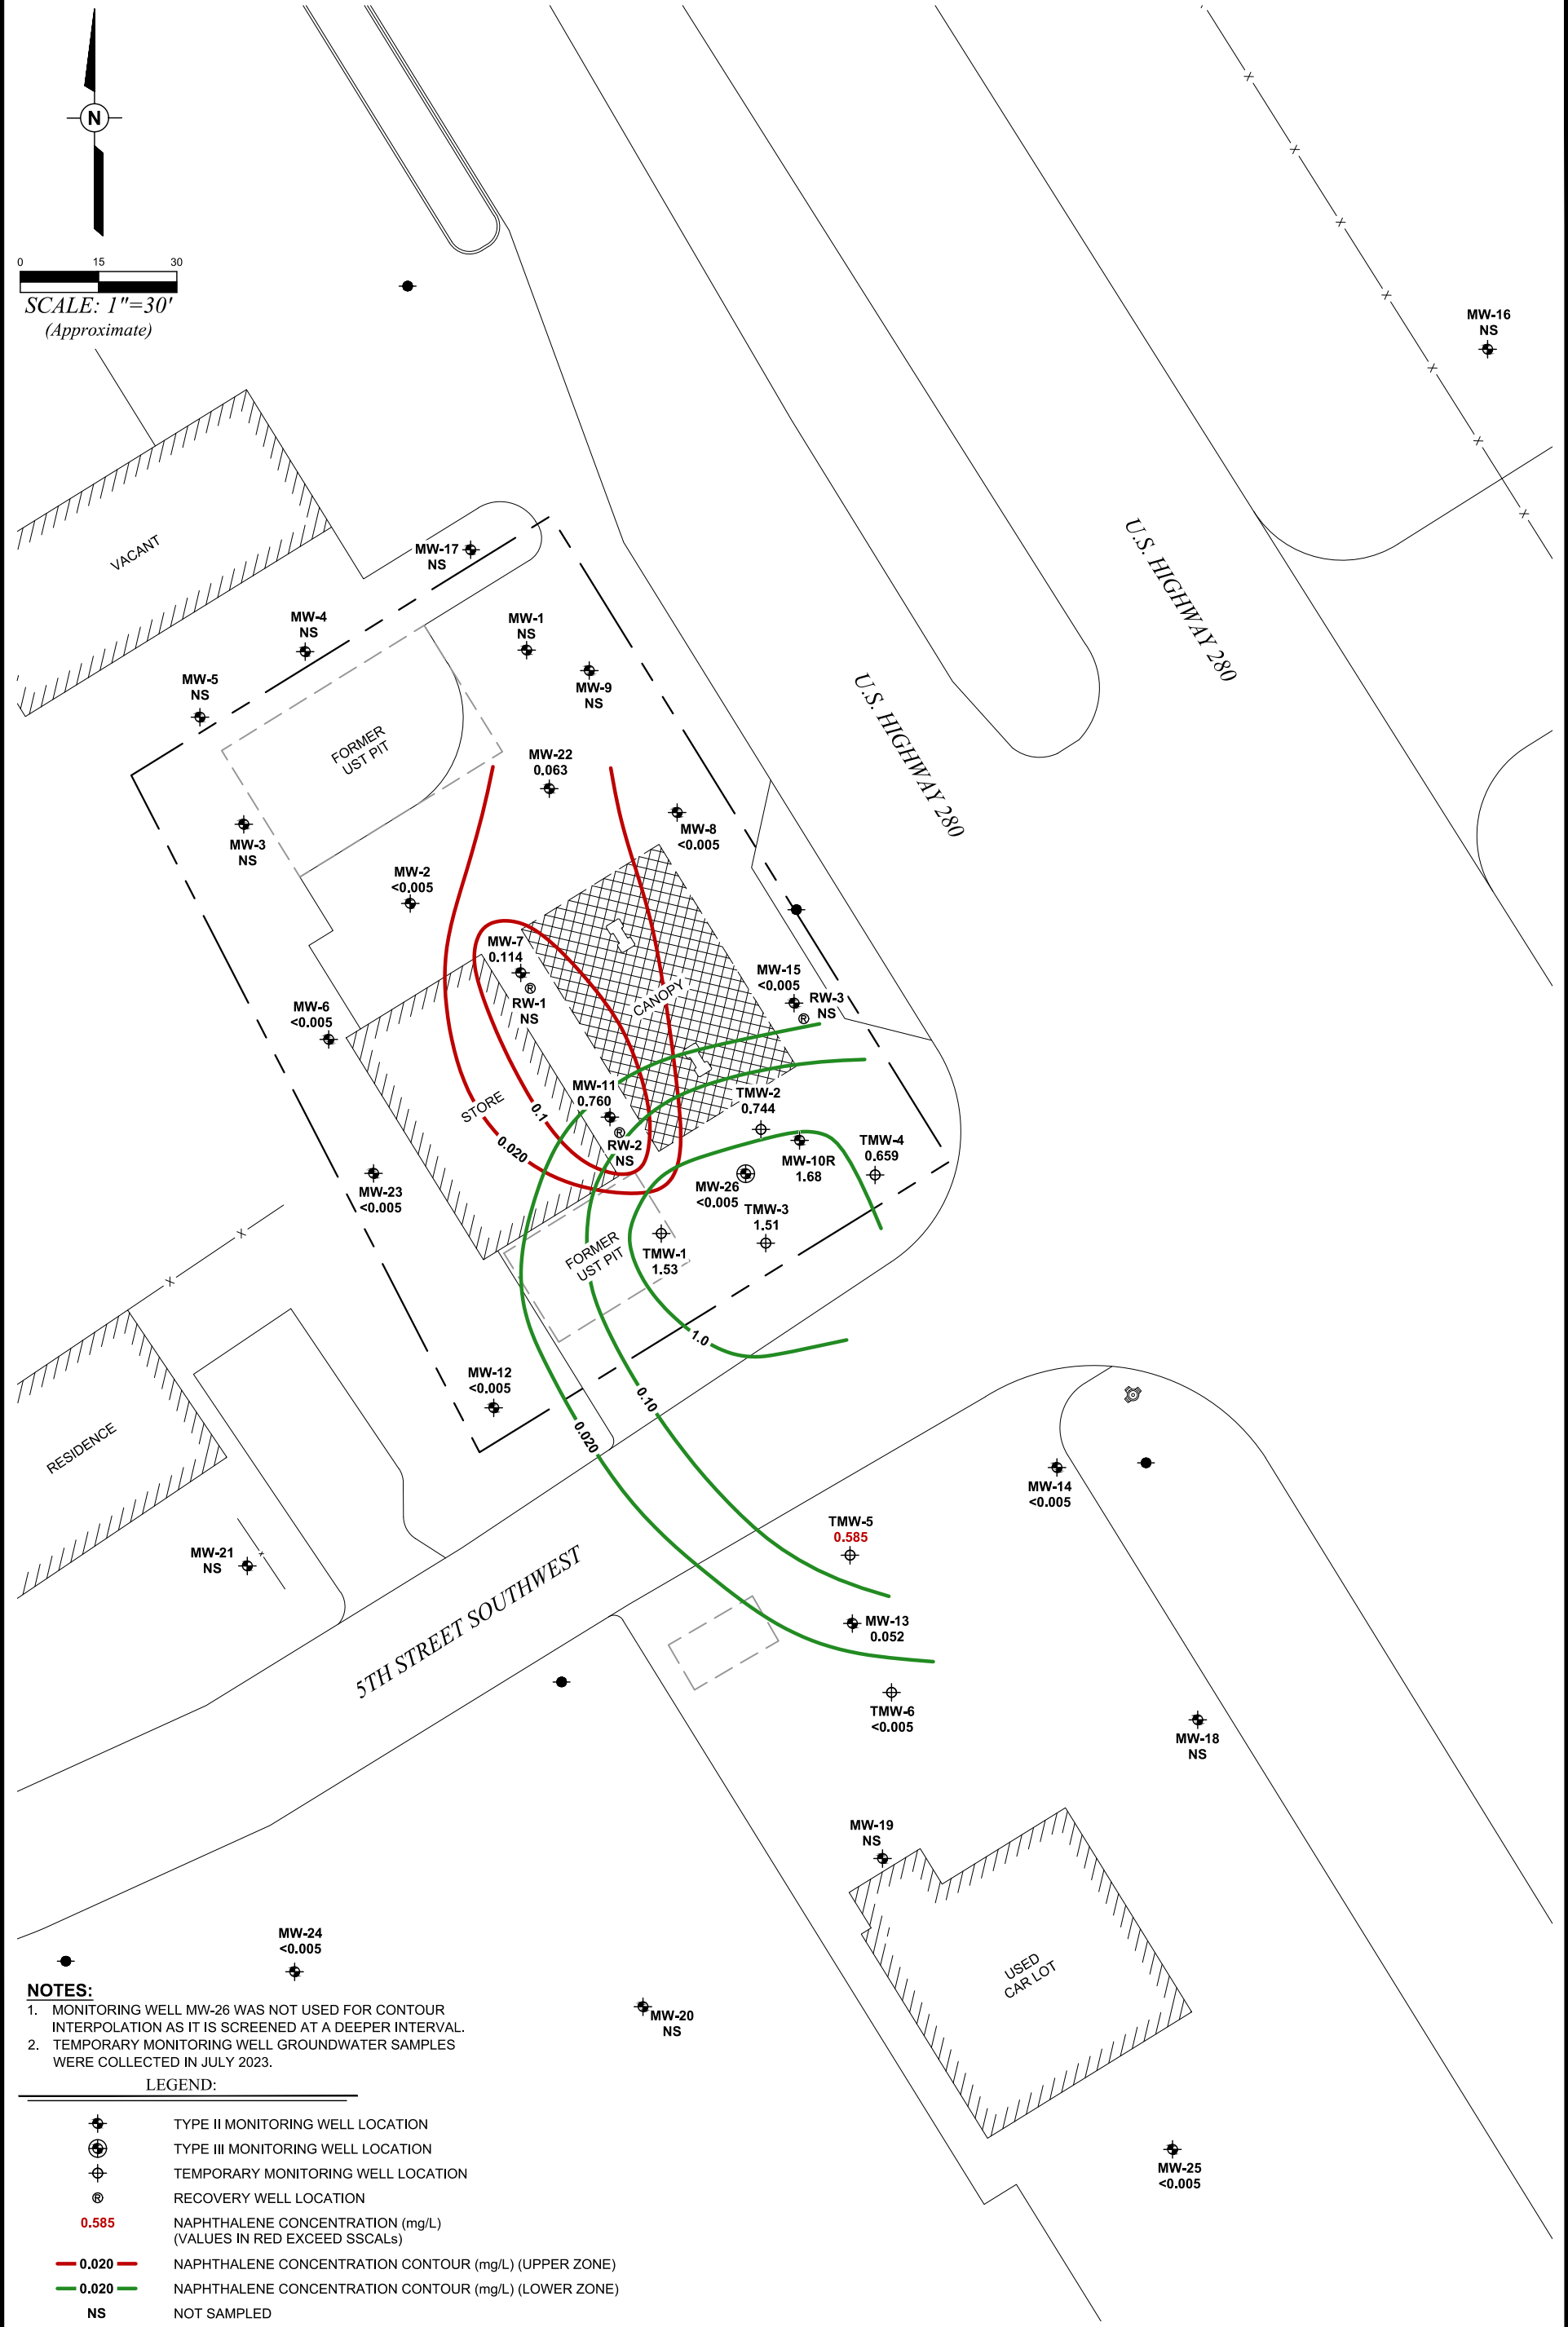 N
0 15 30
SCALE: 1"=30'
(Approximate)
MW-16
NS
U.S. HIGHWAY 280
VACANT
MW-17
NS
MW-4
NS
MW-1
NS
MW-5
NS
MW-9
NS
U.S. HIGHWAY 280
FORMER
UST PIT
MW-22
0.063
MW-3
NS
MW-8
<0.005
MW-2
<0.005
MW-7
0.114
RW-1
NS
CANOPY
MW-15
<0.005
RW-3
NS
MW-6
<0.005
STORE
0.1
0.020
MW-11
0.760
RW-2
NS
TMW-2
0.744
MW-10R
1.68
TMW-4
0.659
MW-26
<0.005
MW-23
<0.005
TMW-3
1.51
TMW-1
1.53
FORMER
UST PIT
1.0
MW-12
<0.005
0.10
0.020
RESIDENCE
MW-14
<0.005
TMW-5
0.585
MW-21
NS
5TH STREET SOUTHWEST
MW-13
0.052
TMW-6
<0.005
MW-18
NS
MW-19
NS
MW-24
<0.005
USED
CAR LOT
MW-20
NS
MW-25
<0.005
NOTES:
1. MONITORING WELL MW-26 WAS NOT USED FOR CONTOUR
INTERPOLATION AS IT IS SCREENED AT A DEEPER INTERVAL.
2. TEMPORARY MONITORING WELL GROUNDWATER SAMPLES
WERE COLLECTED IN JULY 2023.
LEGEND:
TYPE II MONITORING WELL LOCATION
TYPE III MONITORING WELL LOCATION
TEMPORARY MONITORING WELL LOCATION
® RECOVERY WELL LOCATION
0.585 NAPHTHALENE CONCENTRATION (mg/L)
(VALUES IN RED EXCEED SSCALs)
0.020 NAPHTHALENE CONCENTRATION CONTOUR (mg/L) (UPPER ZONE)
0.020 NAPHTHALENE CONCENTRATION CONTOUR (mg/L) (LOWER ZONE)
NS NOT SAMPLED